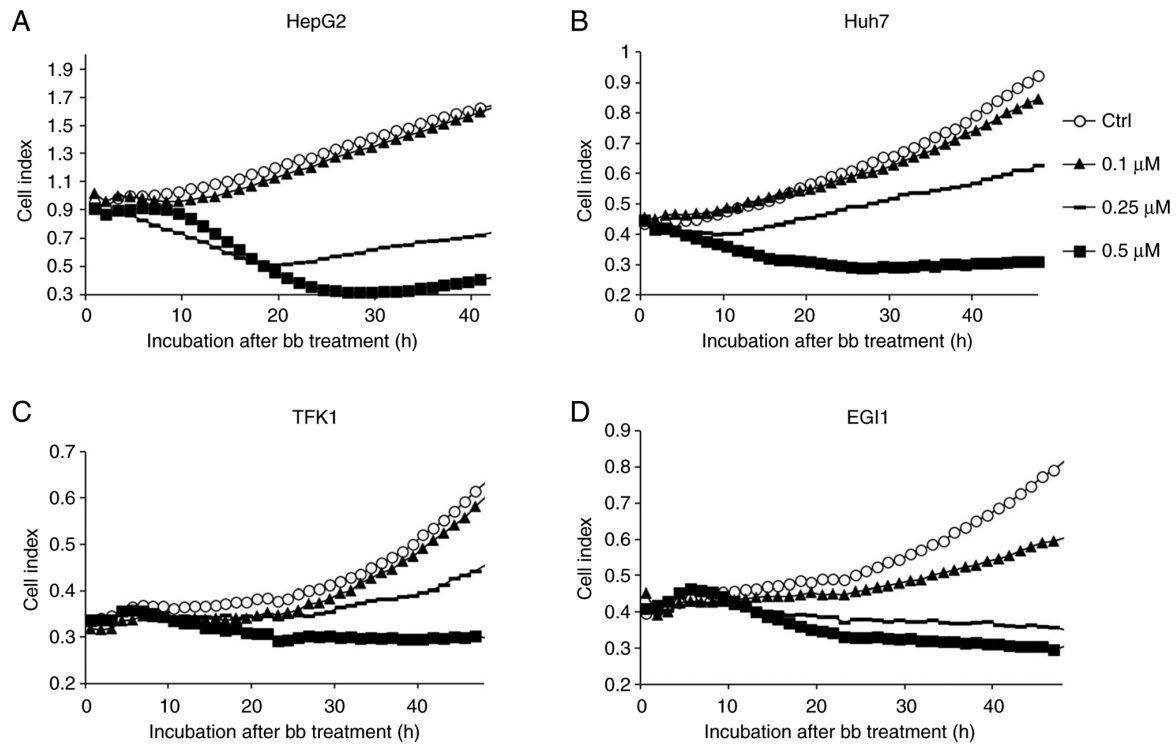 A
HepG2
Cell index
1.9
1.7
1.5
1.3
1.1
0.9
0.7
0.5
0.3
0 10 20 30 40
Incubation after bb treatment (h)
B
Huh7
Cell index
1
0.9
0.8
0.7
0.6
0.5
0.4
0.3
0.2
0 10 20 30 40
Incubation after bb treatment (h)
Ctrl
0.1 µM
0.25 µM
0.5 µM
C
TFK1
Cell index
0.7
0.6
0.5
0.4
0.3
0.2
0 10 20 30 40
Incubation after bb treatment (h)
D
EGI1
Cell index
0.9
0.8
0.7
0.6
0.5
0.4
0.3
0.2
0 10 20 30 40
Incubation after bb treatment (h)